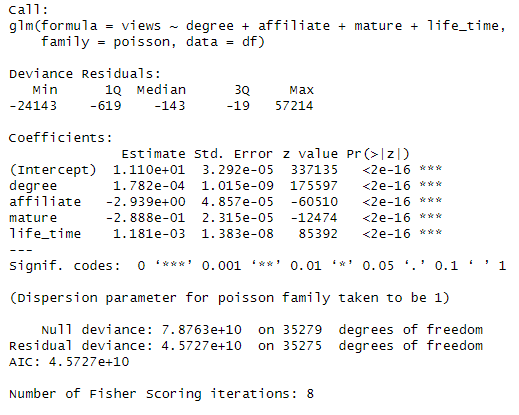 Call:
glm(formula = views ~ degree + affiliate + mature + life_time,
    family = poisson, data = df)
Deviance Residuals:
   Min      1Q  Median      3Q     Max
-24143    -619    -143     -19   57214
Coefficients:
              Estimate Std. Error z value Pr(>|z|)
(Intercept)  1.110e+01  3.292e-05  337135   <2e-16 ***
degree       1.782e-04  1.015e-09  175597   <2e-16 ***
affiliate   -2.939e+00  4.857e-05  -60510   <2e-16 ***
mature      -2.888e-01  2.315e-05  -12474   <2e-16 ***
life_time    1.181e-03  1.383e-08   85392   <2e-16 ***
---
Signif. codes:  0 ‘***’ 0.001 ‘**’ 0.01 ‘*’ 0.05 ‘.’ 0.1 ‘ ’ 1
(Dispersion parameter for poisson family taken to be 1)
    Null deviance: 7.8763e+10  on 35279  degrees of freedom
Residual deviance: 4.5727e+10  on 35275  degrees of freedom
AIC: 4.5727e+10
Number of Fisher Scoring iterations: 8